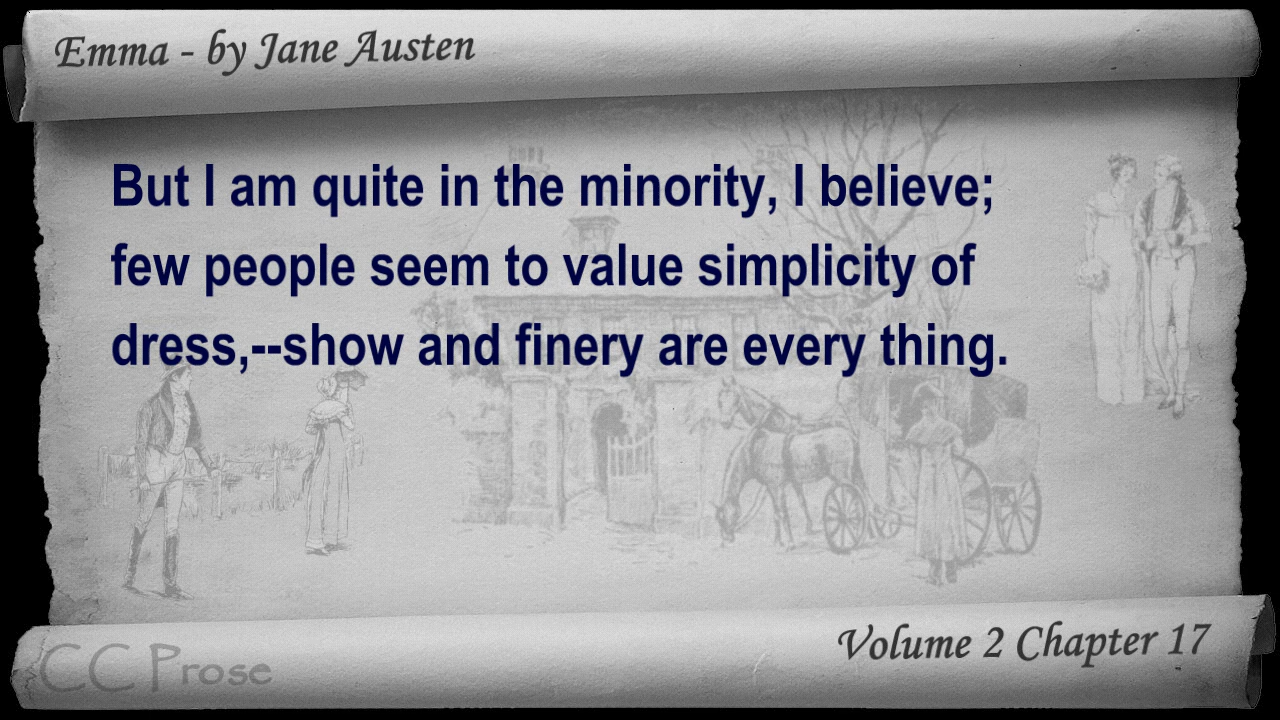 Emma - by Jane Austen
But I am quite in the minority, I believe;
few people seem to value simplicity of
dress,--show and finery are every thing.
Volume 2 Chapter 17
CC Prose